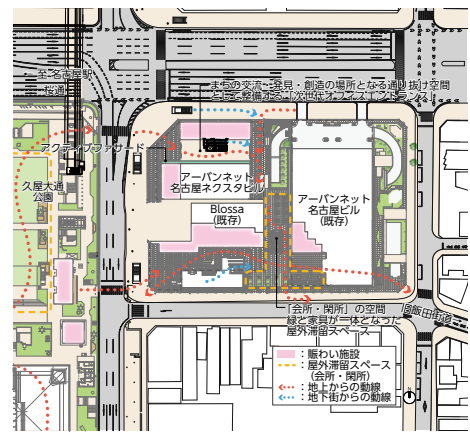 至 名古屋駅
桜通
まちの交流・発見・創造の場所となる通り抜け空間
として整備する「次世代オフィスエントランス」
アクティブファサード
久屋大通
公園
アーバンネット
名古屋ネクスタビル
Blossa
(既存)
アーバンネット
名古屋ビル
(既存)
「会所・閑所」の空間
緑と家具が一体となった
屋外滞留スペース
飯田街道
:賑わい施設
:屋外滞留スペース
(会所・閑所)
:地上からの動線
:地下街からの動線
N